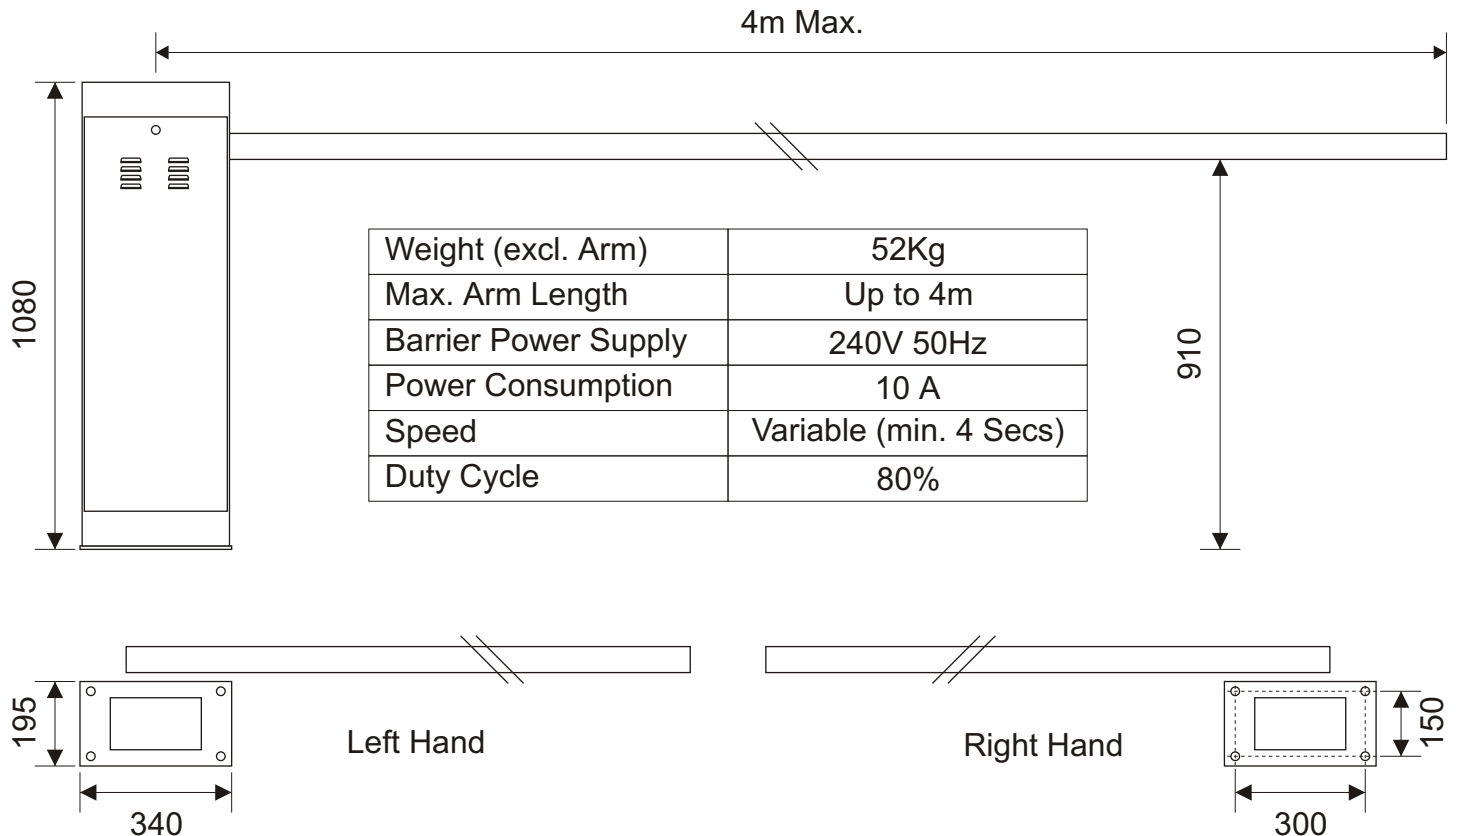 4m Max.
1080
Weight (excl. Arm) 52Kg
Max. Arm Length Up to 4m
Barrier Power Supply 240V 50Hz
Power Consumption 10 A
Speed Variable (min. 4 Secs)
Duty Cycle 80%
910
195
Left Hand
340
Right Hand
150
300